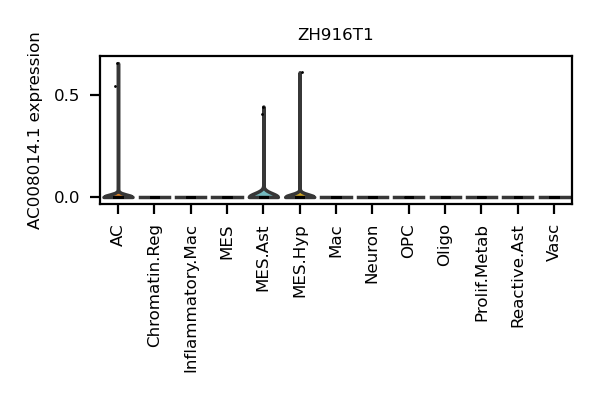 ZH916T1
AC008014.1 expression
0.5
0.0
AC
Chromatin.Reg
Inflammatory.Mac
MES
MES.Ast
MES.Hyp
Mac
Neuron
OPC
Oligo
Prolif.Metab
Reactive.Ast
Vasc